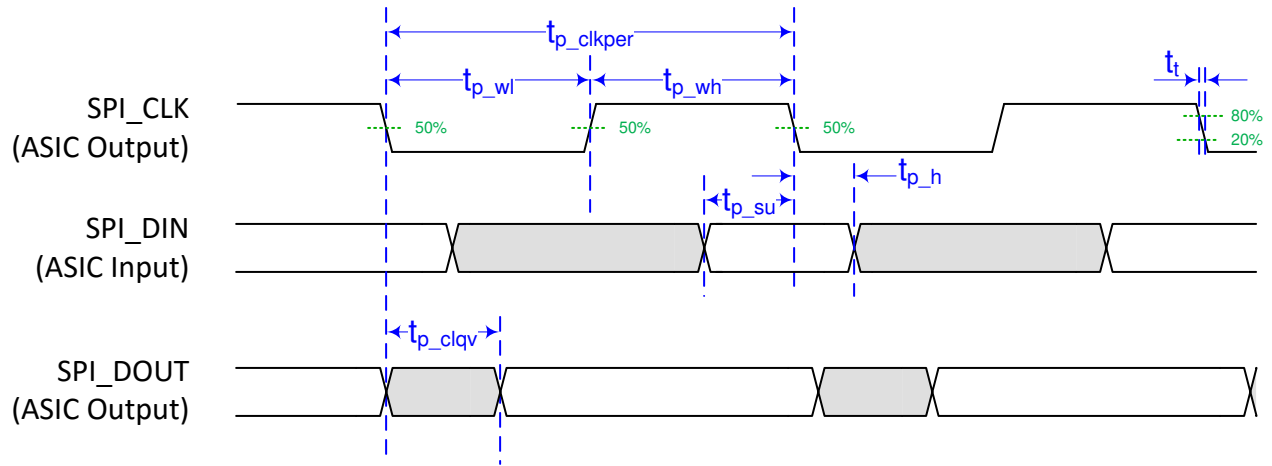 t_p_clkper
t_p_wl t_p_wh t_t
SPI_CLK
(ASIC Output)
50% 50% 50% 80%
20%
t_p_su t_p_h
SPI_DIN
(ASIC Input)
t_p_clqv
SPI_DOUT
(ASIC Output)